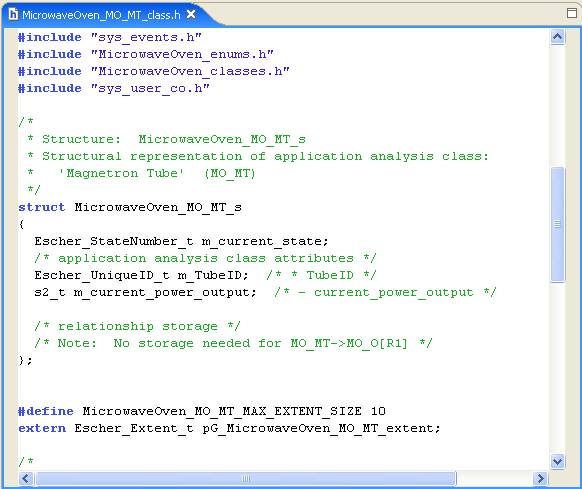 MicrowaveOven_MO_MT_class.h
#include "sys_events.h"
#include "MicrowaveOven_enums.h"
#include "MicrowaveOven_classes.h"
#include "sys_user_co.h"
/*
 * Structure:  MicrowaveOven_MO_MT_s
 * Structural representation of application analysis class:
 *   'Magnetron Tube'  (MO_MT)
 */
struct MicrowaveOven_MO_MT_s
{
  Escher_StateNumber_t m_current_state;
  /* application analysis class attributes */
  Escher_UniqueID_t m_TubeID;  /* * TubeID */
  s2_t m_current_power_output;  /* - current_power_output */
  /* relationship storage */
  /* Note:  No storage needed for MO_MT->MO_O[R1] */
};
#define MicrowaveOven_MO_MT_MAX_EXTENT_SIZE 10
extern Escher_Extent_t pG_MicrowaveOven_MO_MT_extent;
/*